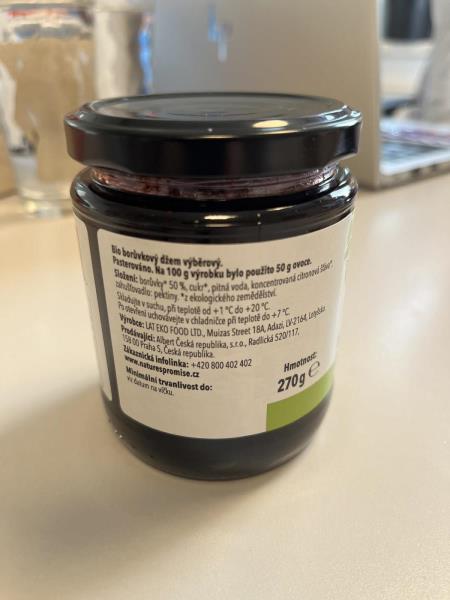 Bio borůvkový džem výběrový.
Pasterováno. Na 100 g výrobku bylo použito 50 g ovoce.
Složení: borůvky* 50 %, cukr*, pitná voda, koncentrovaná citronová šťáva*,
zahušťovadlo: pektiny. *z ekologického zemědělství.
Skladujte v suchu, při teplotě od +1 °C do +20 °C.
Po otevření uchovávejte v chladničce při teplotě do +7 °C.
Výrobce: LAT EKO FOOD LTD., Muizas Street 18A, Adazi, LV-2164, Lotyšsko.
Prodávající: Albert Česká republika, s.r.o., Radlická 520/117,
158 00 Praha 5, Česká republika.
Zákaznická infolinka: +420 800 402 402
www.naturespromise.cz
Minimální trvanlivost do:
viz datum na víčku.
Hmotnost:
270g ℮